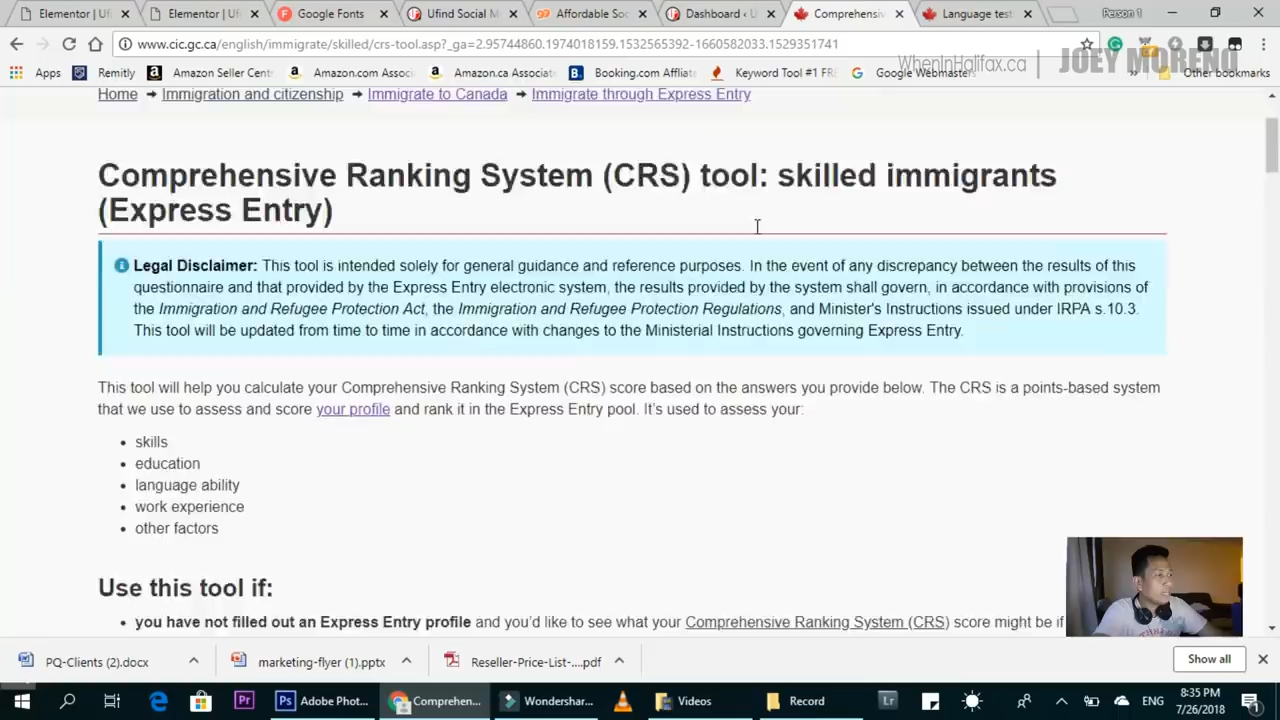 Elementor | Ufi
Elementor | Ufi
Google Fonts
Ufind Social M
Affordable Soc
Dashboard ‹ U
Comprehensiv
Language test
Person 1
www.cic.gc.ca/english/immigrate/skilled/crs-tool.asp?_ga=2.95744860.1974018159.1532565392-1660582033.1529351741
WhenInHalifax.ca | JOEY MORENO
Apps
Remitly
Amazon Seller Cent
Amazon.com Associ
Amazon.ca Associate
Booking.com Affliate
Keyword Tool #1 FRE
Google Webmasters
»
Other bookmarks
Home → Immigration and citizenship → Immigrate to Canada → Immigrate through Express Entry
Comprehensive Ranking System (CRS) tool: skilled immigrants
(Express Entry)
Legal Disclaimer: This tool is intended solely for general guidance and reference purposes. In the event of any discrepancy between the results of this
questionnaire and that provided by the Express Entry electronic system, the results provided by the system shall govern, in accordance with provisions of
the Immigration and Refugee Protection Act, the Immigration and Refugee Protection Regulations, and Minister's Instructions issued under IRPA s.10.3.
This tool will be updated from time to time in accordance with changes to the Ministerial Instructions governing Express Entry.
This tool will help you calculate your Comprehensive Ranking System (CRS) score based on the answers you provide below. The CRS is a points-based system
that we use to assess and score your profile and rank it in the Express Entry pool. It's used to assess your:
• skills
• education
• language ability
• work experience
• other factors
Use this tool if:
• you have not filled out an Express Entry profile and you'd like to see what your Comprehensive Ranking System (CRS) score might be if
PQ-Clients (2).docx
marketing-flyer (1).pptx
Reseller-Price-List-....pdf
Show all
Pr
Ps Adobe Phot...
Comprehen...
Wondershar...
Videos
Record
Lr
ENG
8:35 PM
7/26/2018